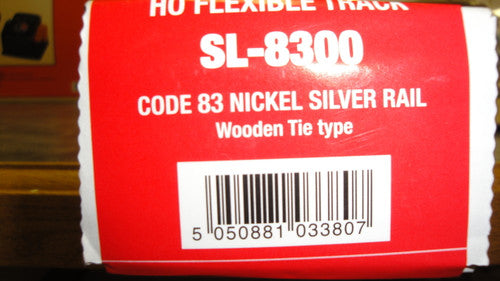 HO FLEXIBLE TRACK
SL-8300
CODE 83 NICKEL SILVER RAIL
Wooden Tie type
5 050881 033807